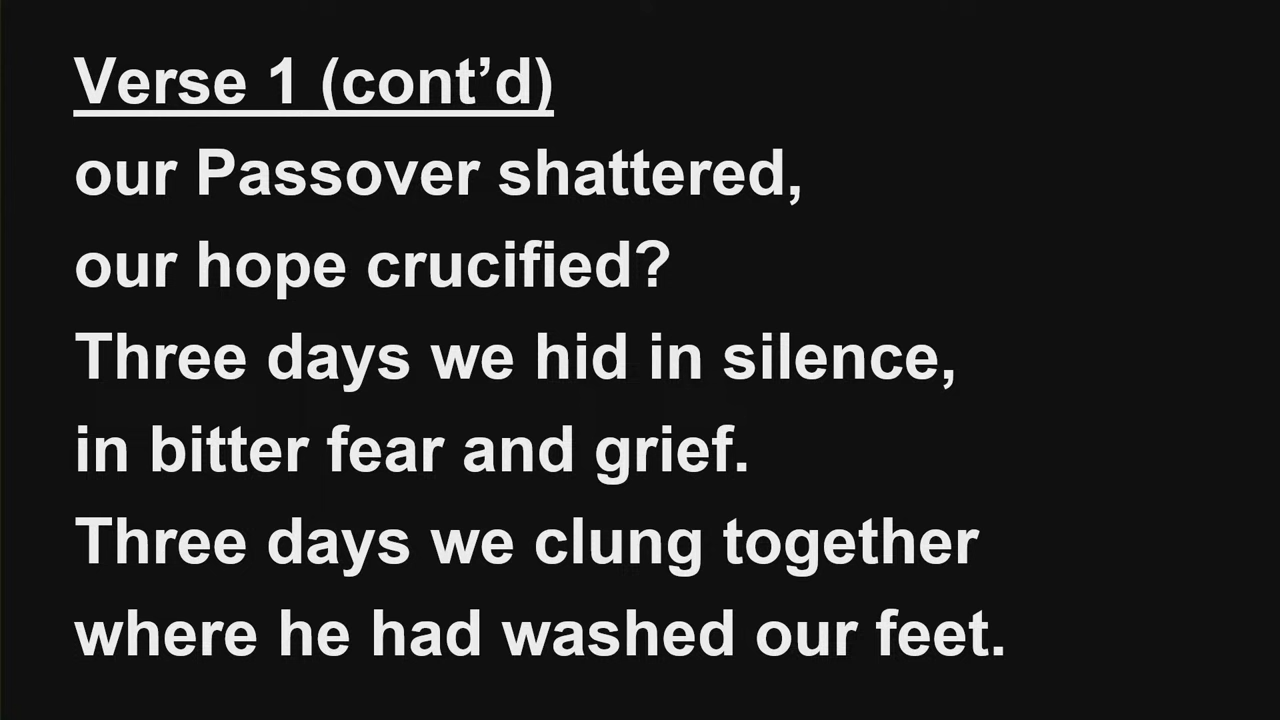 Verse 1 (cont’d)
our Passover shattered,
our hope crucified?
Three days we hid in silence,
in bitter fear and grief.
Three days we clung together
where he had washed our feet.